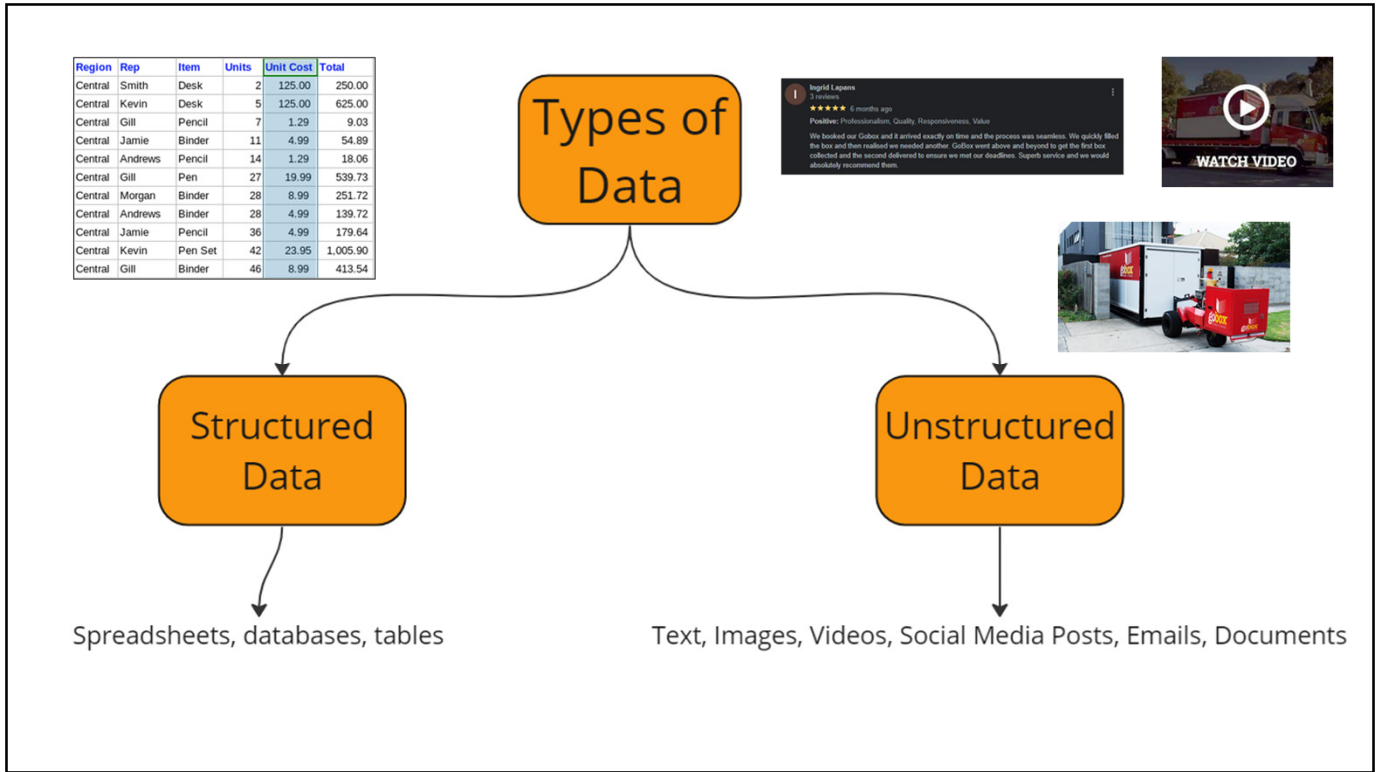 Region Rep Item Units Unit Cost Total
Central Smith Desk 2 125.00 250.00
Central Kevin Desk 5 125.00 625.00
Central Gill Pencil 7 1.29 9.03
Central Jamie Binder 11 4.99 54.89
Central Andrews Pencil 14 1.29 18.06
Central Gill Pen 27 19.99 539.73
Central Morgan Binder 28 8.99 251.72
Central Andrews Binder 28 4.99 139.72
Central Jamie Pencil 36 4.99 179.64
Central Kevin Pen Set 42 23.95 1,005.90
Central Gill Binder 46 8.99 413.54
Types of
Data
I
Ingrid Lapans
3 reviews
★★★★★ 6 months ago
Positive: Professionalism, Quality, Responsiveness, Value
We booked our Gobox and it arrived exactly on time and the process was seamless. We quickly filled
the box and then realised we needed another. GoBox went above and beyond to get the first box
collected and the second delivered to ensure we met our deadlines. Superb service and we would
absolutely recommend them.
WATCH VIDEO
gobox
gobox
gobox
Structured
Data
Unstructured
Data
Spreadsheets, databases, tables
Text, Images, Videos, Social Media Posts, Emails, Documents